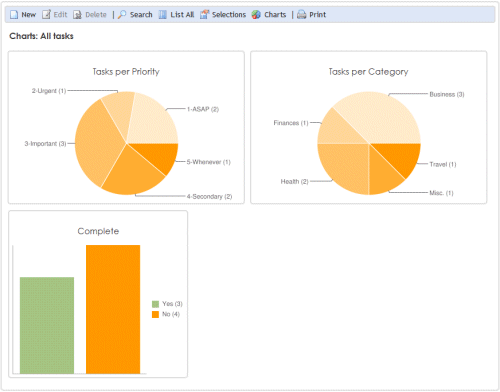 New Edit Delete | Search List All Selections Charts | Print
Charts: All tasks
Tasks per Priority
2-Urgent (1)
1-ASAP (2)
3-Important (3)
5-Whenever (1)
4-Secondary (2)
Tasks per Category
Business (3)
Finances (1)
Travel (1)
Health (2)
Misc. (1)
Complete
Yes (3)
No (4)